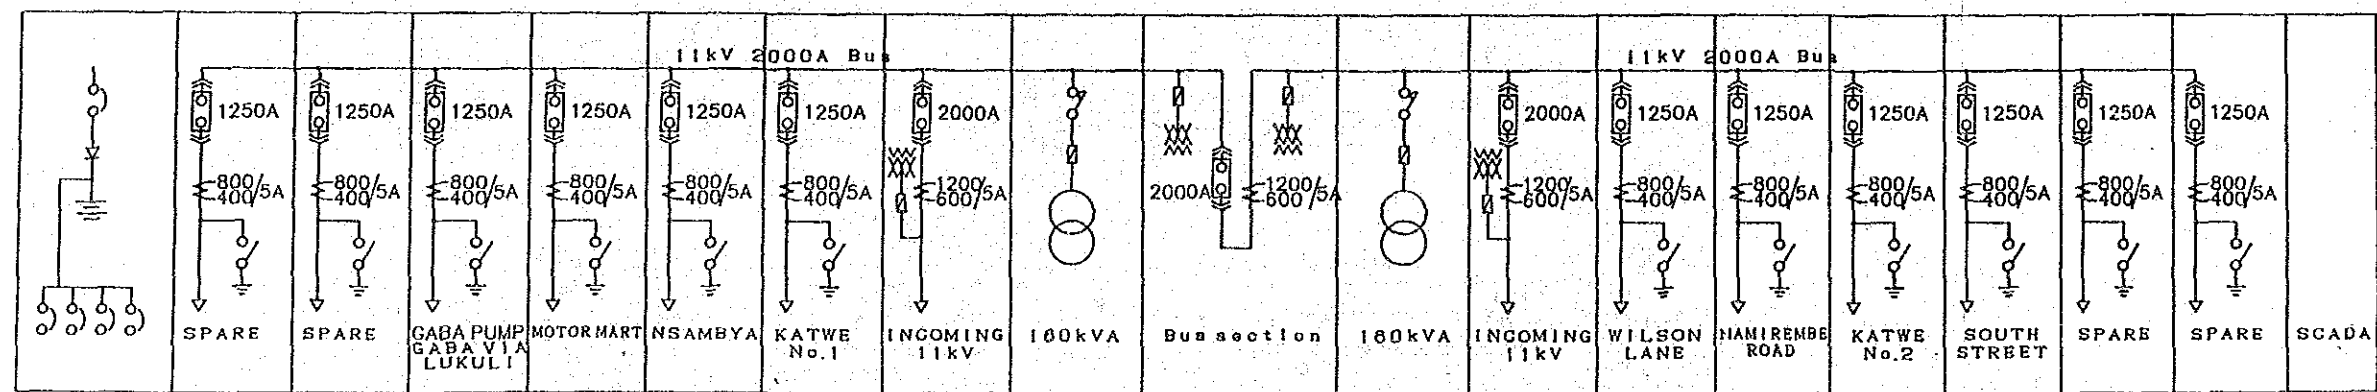 11kV 2000A Bus
11kV 2000A Bus
1250A
1250A
1250A
1250A
1250A
1250A
2000A
2000A
1250A
1250A
1250A
1250A
1250A
1250A
800/5A
400
800/5A
400
800/5A
400
800/5A
400
800/5A
400
800/5A
400
1200/5A
600
2000A
1200/5A
600
1200/5A
600
800/5A
400
800/5A
400
800/5A
400
800/5A
400
800/5A
400
800/5A
400
SPARE
SPARE
GABA PUMP
GABA VIA
LUKULI
MOTOR MART
NSAMBYA
KATWE
No.1
INCOMING
11kV
160kVA
Bus section
160kVA
INCOMING
11kV
WILSON
LANE
NAMIREMBE
ROAD
KATWE
No.2
SOUTH
STREET
SPARE
SPARE
SCADA